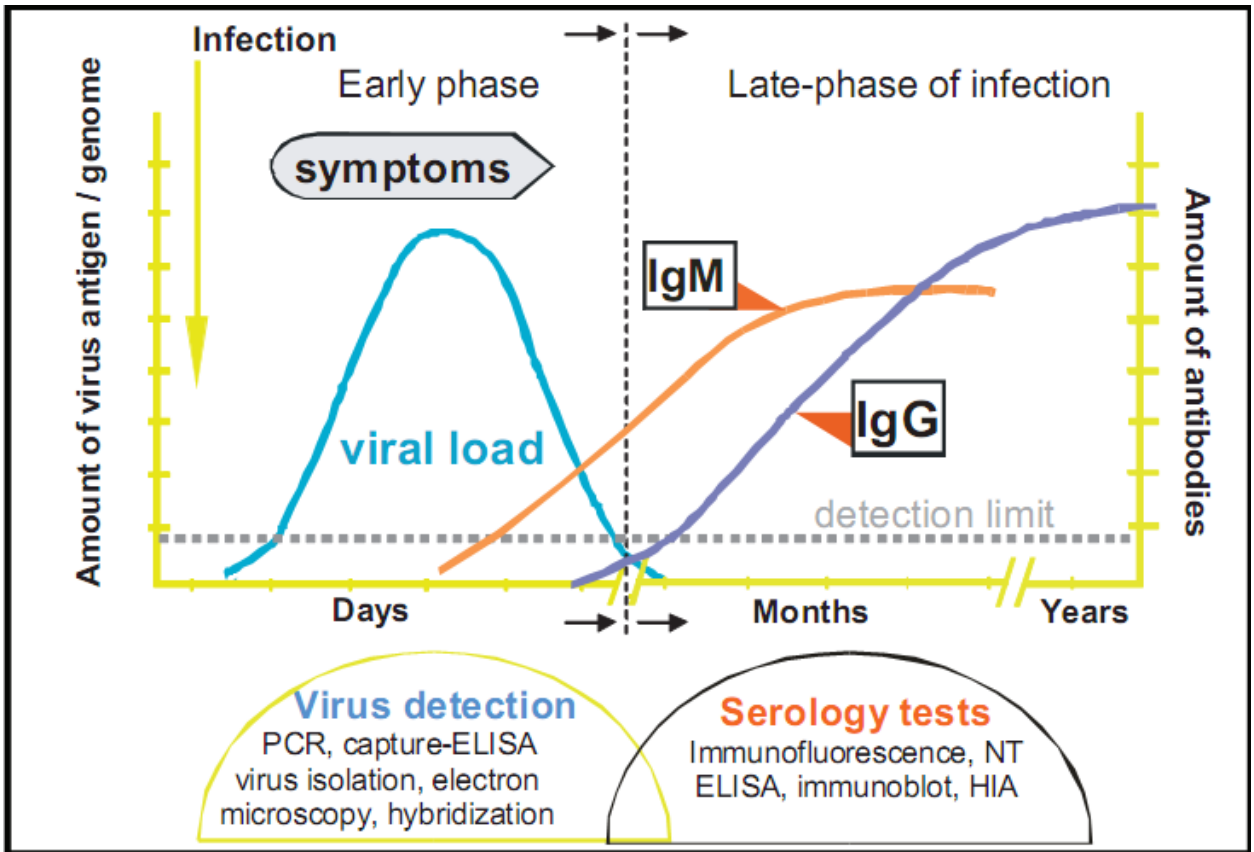 Infection
Early phase
Late-phase of infection
symptoms
Amount of virus antigen / genome
Amount of antibodies
IgM
IgG
viral load
detection limit
Days
Months
Years
Virus detection
PCR, capture-ELISA
virus isolation, electron
microscopy, hybridization
Serology tests
Immunofluorescence, NT
ELISA, immunoblot, HIA